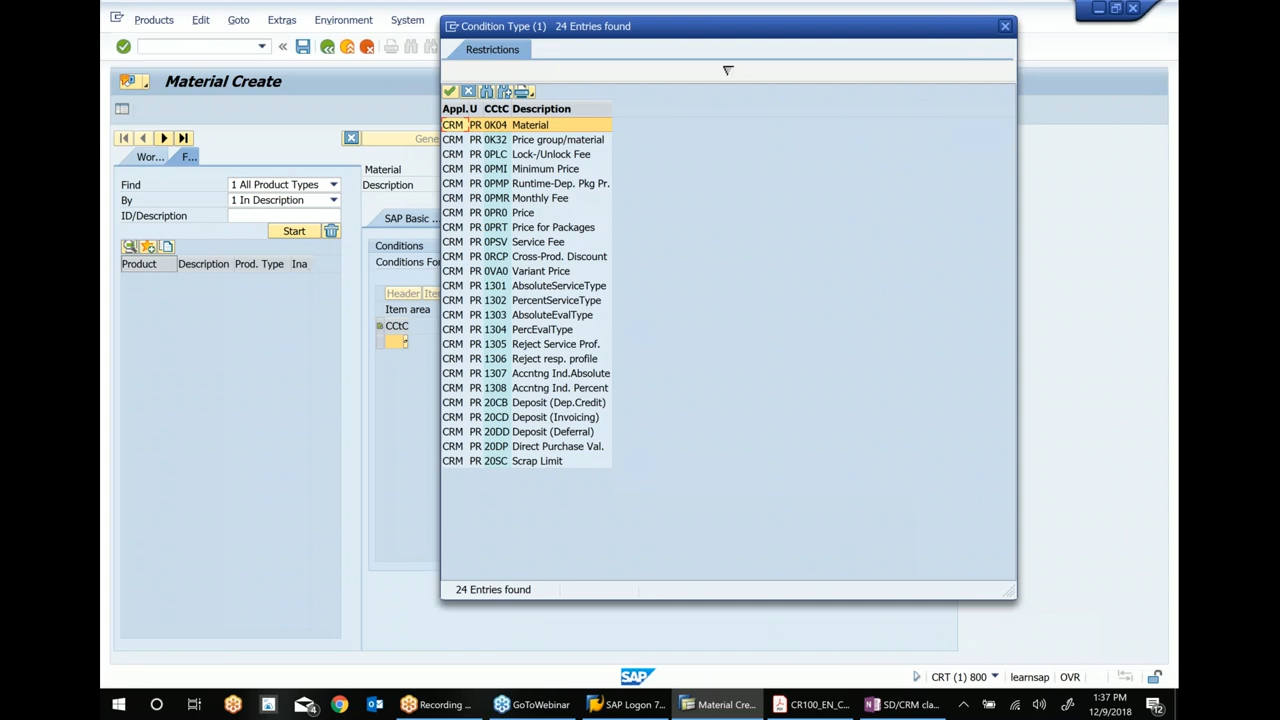 Products Edit Goto Extras Environment System
Condition Type (1) 24 Entries found
Restrictions
Material Create
Appl. U CCtC Description
CRM PR 0K04 Material
CRM PR 0K32 Price group/material
CRM PR 0PLC Lock-/Unlock Fee
CRM PR 0PMI Minimum Price
CRM PR 0PMP Runtime-Dep. Pkg Pr.
CRM PR 0PMR Monthly Fee
CRM PR 0PR0 Price
CRM PR 0PRT Price for Packages
CRM PR 0PSV Service Fee
CRM PR 0RCP Cross-Prod. Discount
CRM PR 0VA0 Variant Price
CRM PR 1301 AbsoluteServiceType
CRM PR 1302 PercentServiceType
CRM PR 1303 AbsoluteEvalType
CRM PR 1304 PercEvalType
CRM PR 1305 Reject Service Prof.
CRM PR 1306 Reject resp. profile
CRM PR 1307 Accntng Ind.Absolute
CRM PR 1308 Accntng Ind. Percent
CRM PR 20CB Deposit (Dep.Credit)
CRM PR 20CD Deposit (Invoicing)
CRM PR 20DD Deposit (Deferral)
CRM PR 20DP Direct Purchase Val.
CRM PR 20SC Scrap Limit
24 Entries found
Wor... F...
Find 1 All Product Types
By 1 In Description
ID/Description
Start
Product Description Prod. Type Ina
Gene
Material
Description
SAP Basic ...
Conditions
Conditions For
Header Ite
Item area
CCtC
SAP
CRT (1) 800 learnsap OVR
Recording ... GoToWebinar SAP Logon 7... Material Cre... CR100_EN_C... SD/CRM cla...
4
1:37 PM
12/9/2018
12